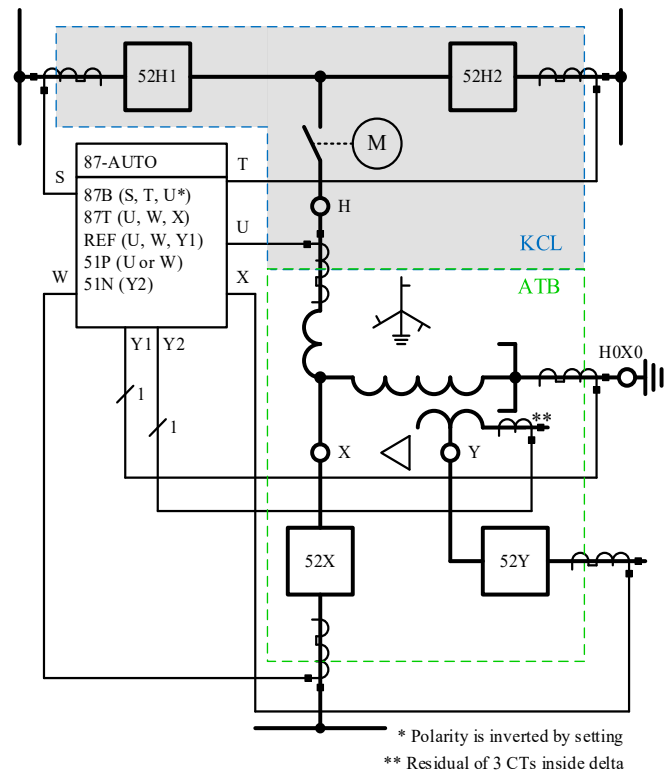 52H1
52H2
M
87-AUTO
T
S
87B (S, T, U*)
87T (U, W, X)
REF (U, W, Y1)
51P (U or W)
51N (Y2)
H
U
KCL
W
X
ATB
Y1
Y2
H0X0
1
1
**
X
Y
52X
52Y
* Polarity is inverted by setting
** Residual of 3 CTs inside delta